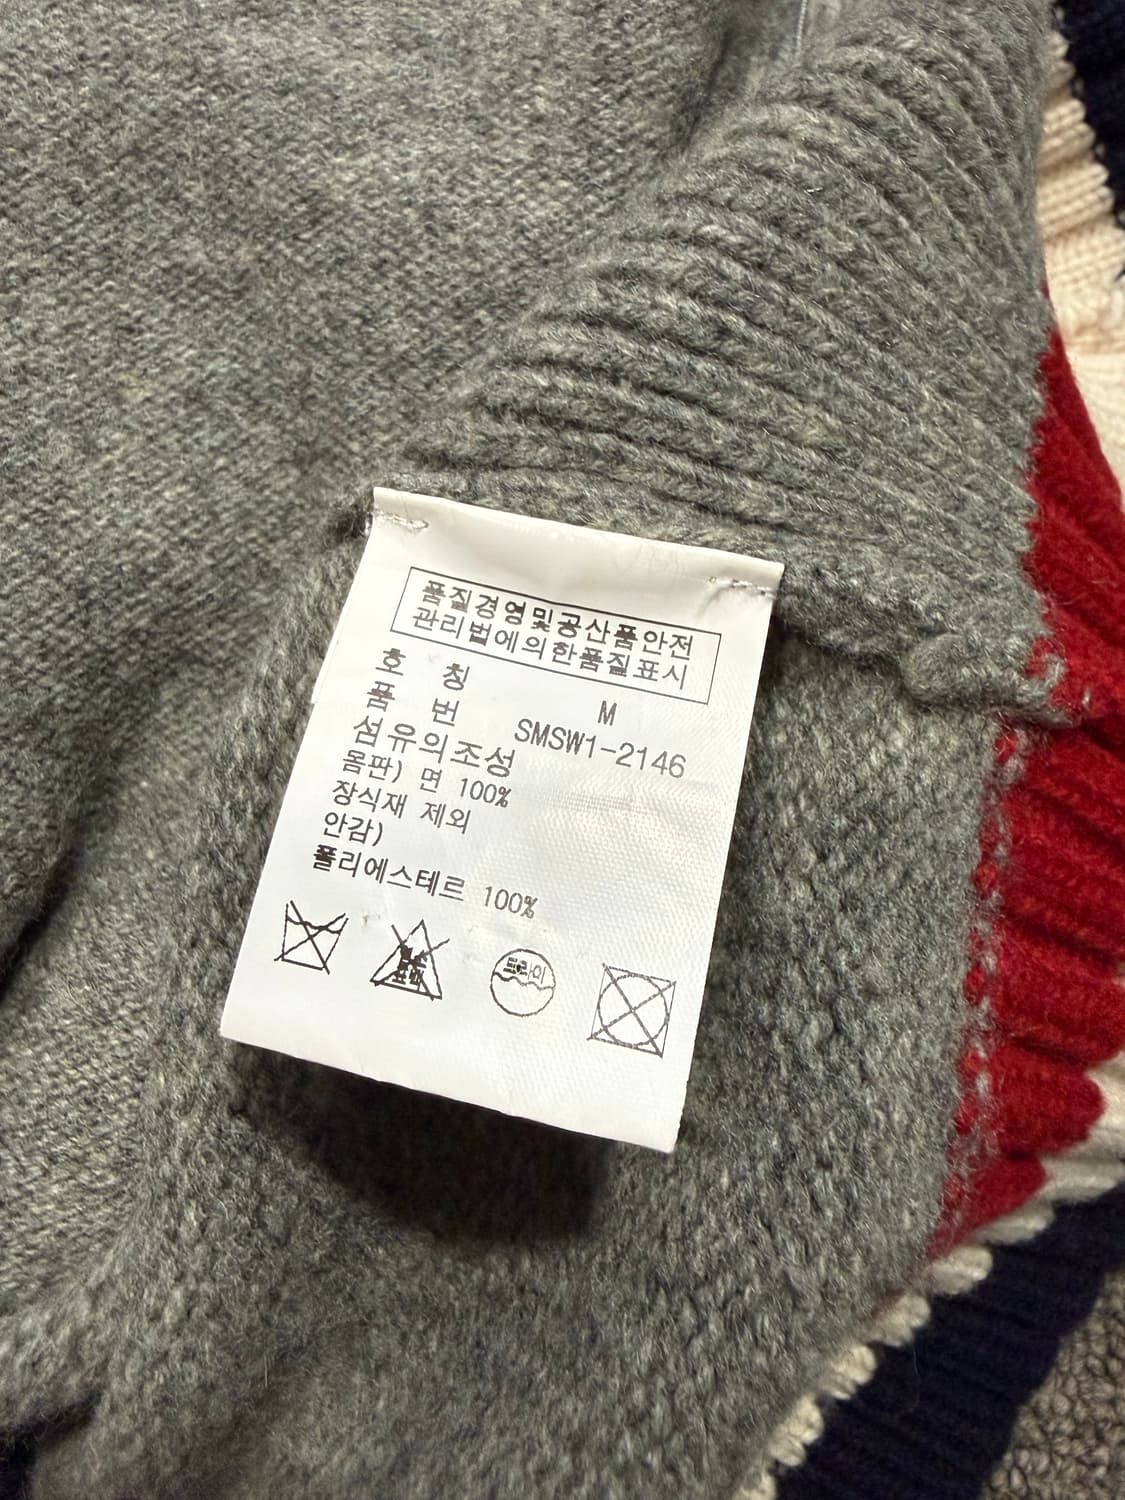 품질경영및공산품안전
관리법에의한품질표시
호 칭 M
품 번 SMSW1-2146
섬유의조성
몸판) 면 100%
장식재 제외
안감)
폴리에스테르 100%
드라이